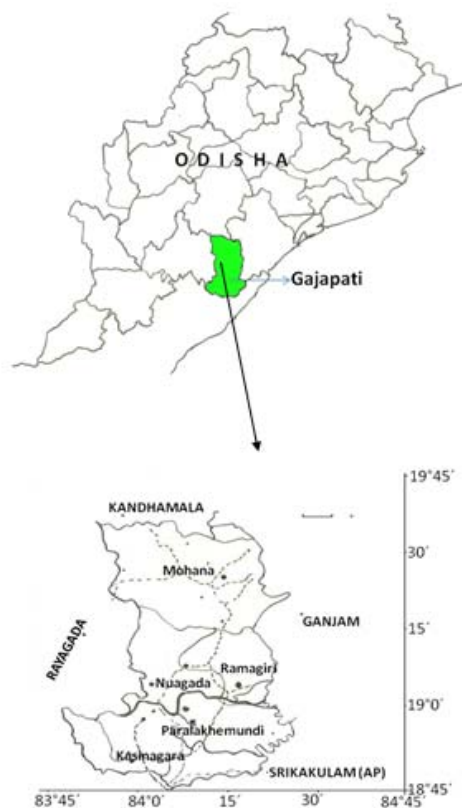 ODISHA
Gajapati
19°45'
KANDHAMALA
30'
Mohana
GANJAM
15'
RAYAGADA
Ramagiri
Nuagada
19°0'
Paralakhemundi
Kasinagara
SRIKAKULAM (AP)
18°45'
83°45'
84°0'
15'
30'
84°45'